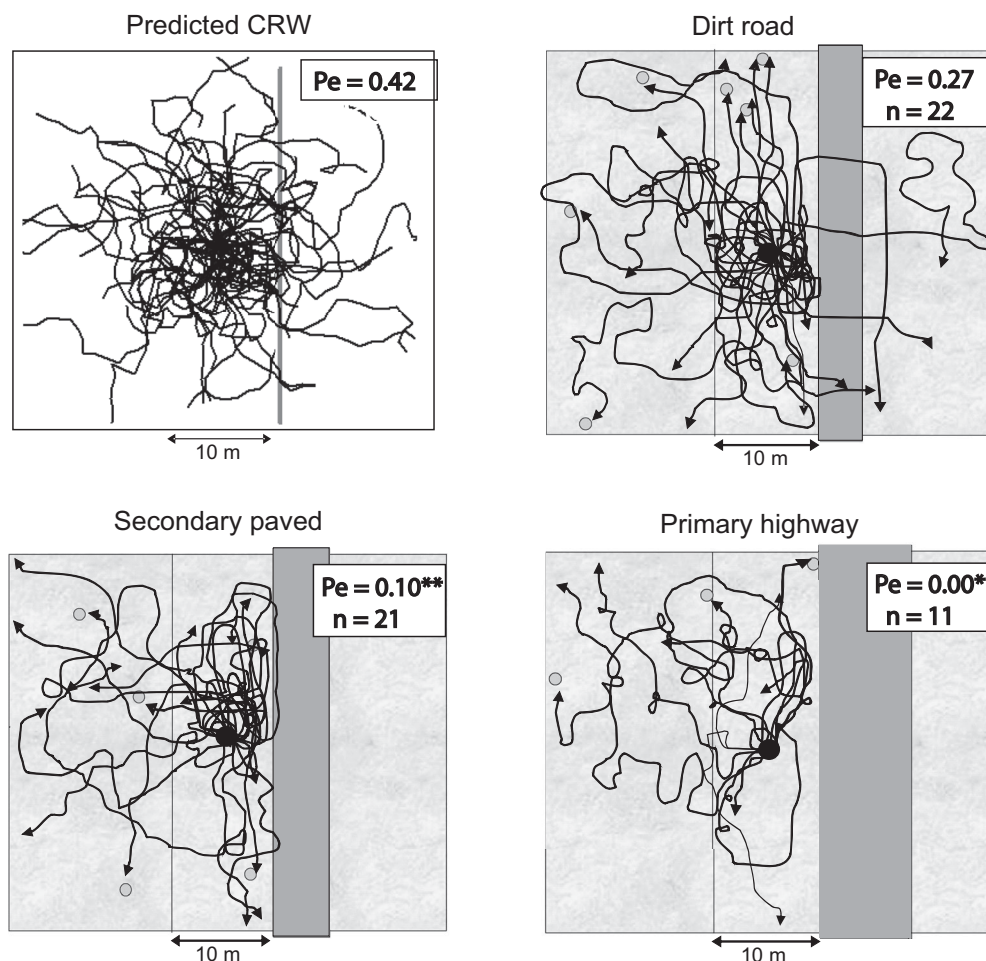 Predicted CRW
Pe = 0.42
10 m
Dirt road
Pe = 0.27
n = 22
10 m
Secondary paved
Pe = 0.10**
n = 21
10 m
Primary highway
Pe = 0.00*
n = 11
10 m